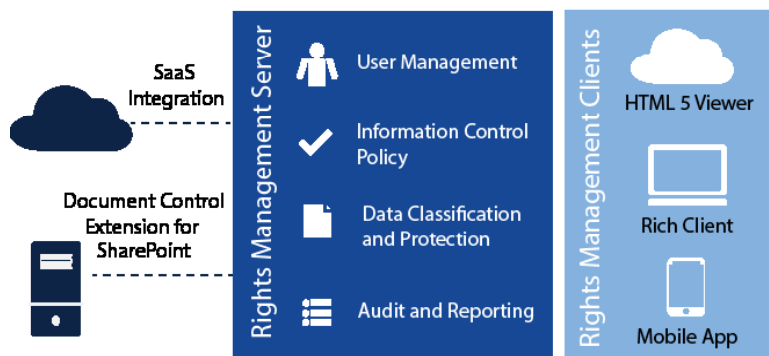 SaaS
Integration
Document Control
Extension for
SharePoint
Rights Management Server
User Management
Information Control
Policy
Data Classification
and Protection
Audit and Reporting
Rights Management Clients
HTML 5 Viewer
Rich Client
Mobile App